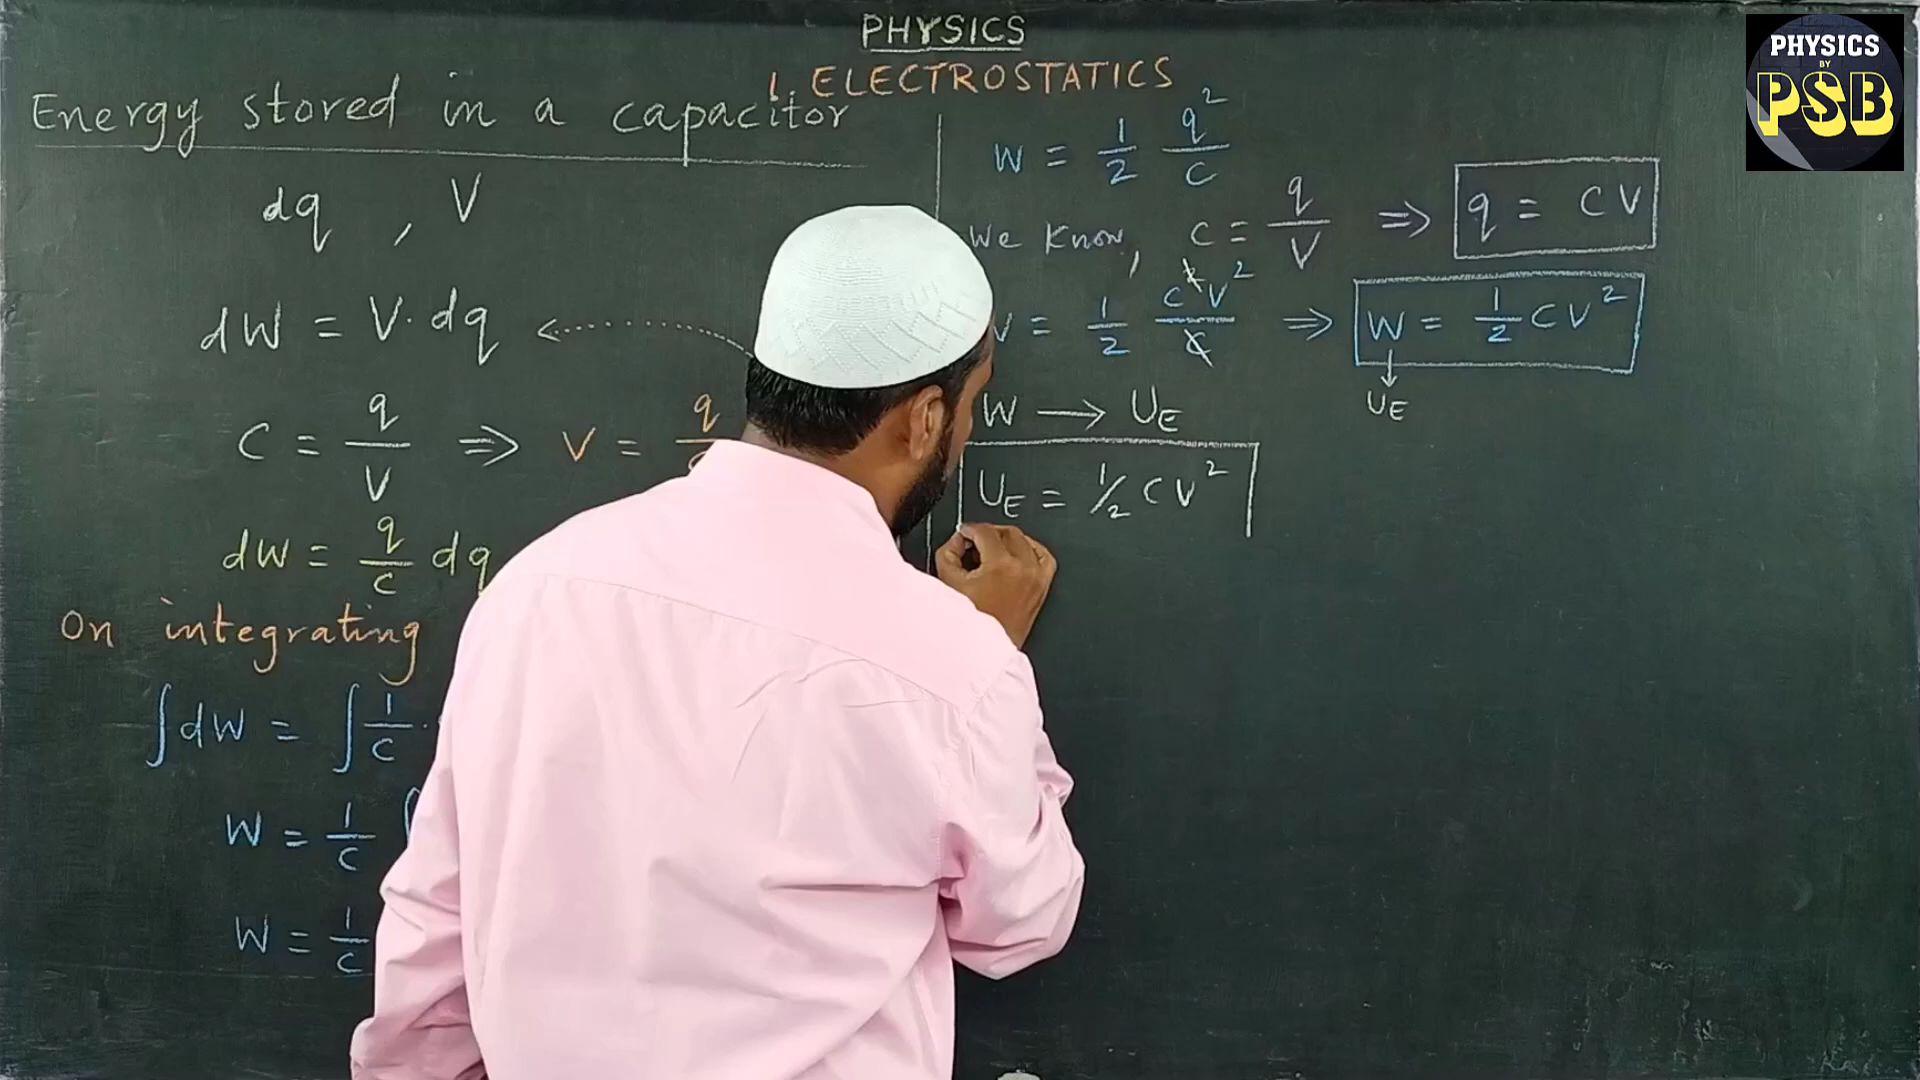 PHYSICS
1. ELECTROSTATICS
Energy stored in a capacitor
dq , V
dW = V · dq
C = q/V ⇒ V = q
dW = q/C dq
On integrating
∫dW = ∫ 1/C ·
W = 1/C ∫
W = 1/C
W = 1/2 q²/C
We know, C = q/V ⇒ q = CV
W = 1/2 C²V²/C ⇒ W = 1/2 CV²
↓
UE
W → UE
UE = 1/2 CV²
PHYSICS
BY
PSB